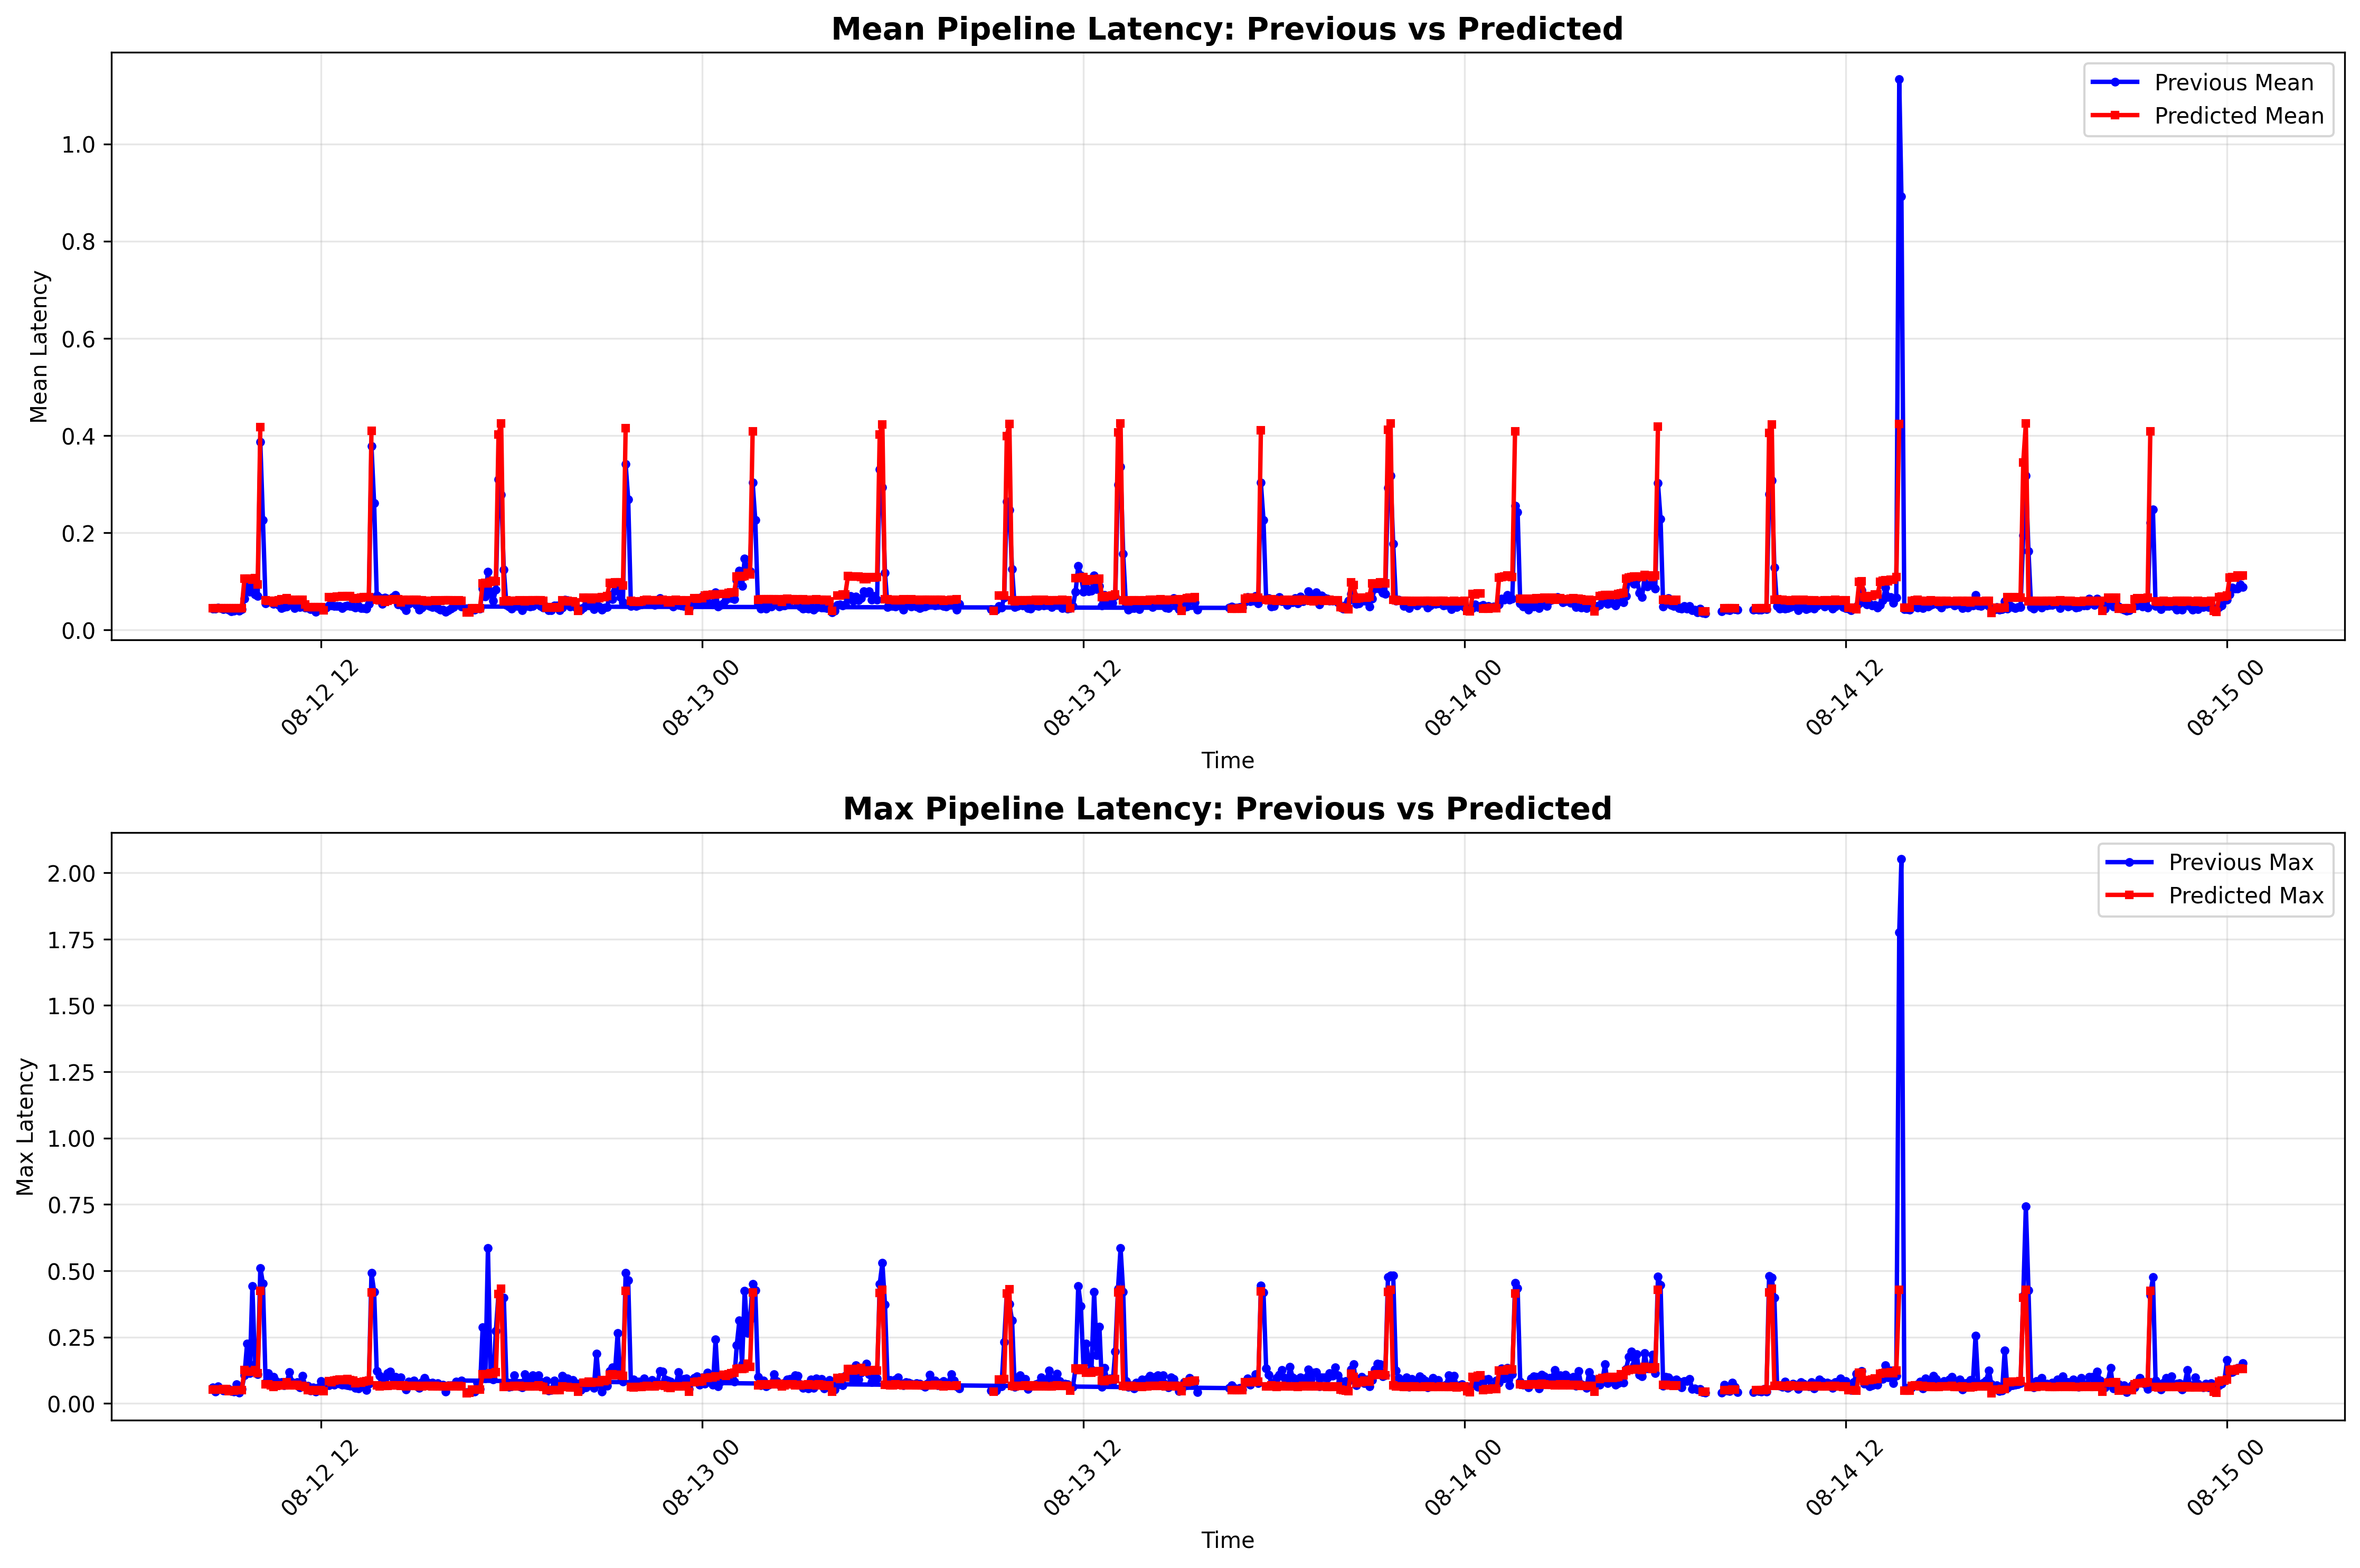 Mean Pipeline Latency: Previous vs Predicted
Previous Mean
Predicted Mean
Mean Latency
1.0
0.8
0.6
0.4
0.2
0.0
08-12 12
08-13 00
08-13 12
08-14 00
08-14 12
08-15 00
Time
Max Pipeline Latency: Previous vs Predicted
Previous Max
Predicted Max
Max Latency
2.00
1.75
1.50
1.25
1.00
0.75
0.50
0.25
0.00
08-12 12
08-13 00
08-13 12
08-14 00
08-14 12
08-15 00
Time